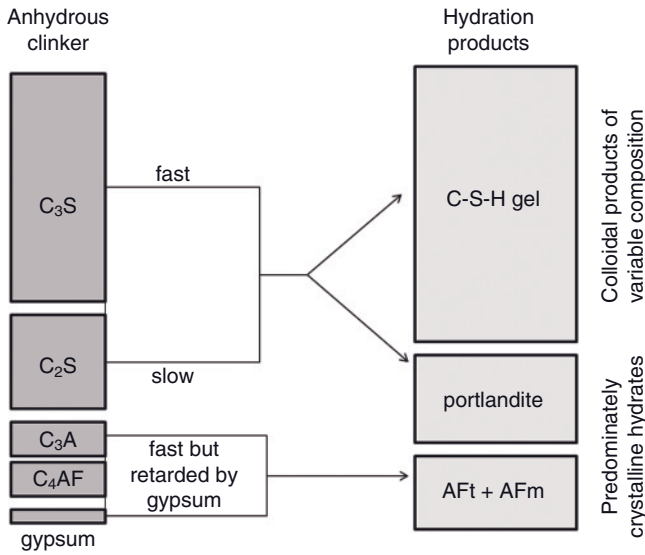 Anhydrous
clinker
Hydration
products
C₃S
fast
C-S-H gel
Colloidal products of
variable composition
C₂S
slow
portlandite
Predominately
crystalline hydrates
C₃A
C₄AF
fast but
retarded by
gypsum
AFt + AFm
gypsum